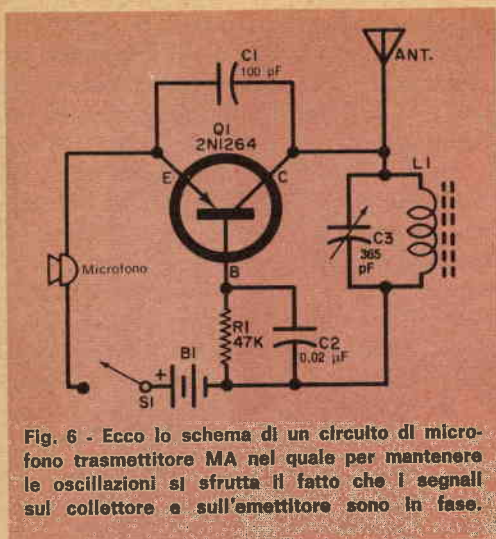 C1
100 pF
ANT.
Q1
2N1264
E
C
L1
C3
365
pF
Microfono
B
R1
47K
C2
0,02 µF
+
B1
S1
Fig. 6 - Ecco lo schema di un circuito di micro-
fono trasmettitore MA nel quale per mantenere
le oscillazioni si sfrutta il fatto che i segnali
sul collettore e sull'emettitore sono in fase.